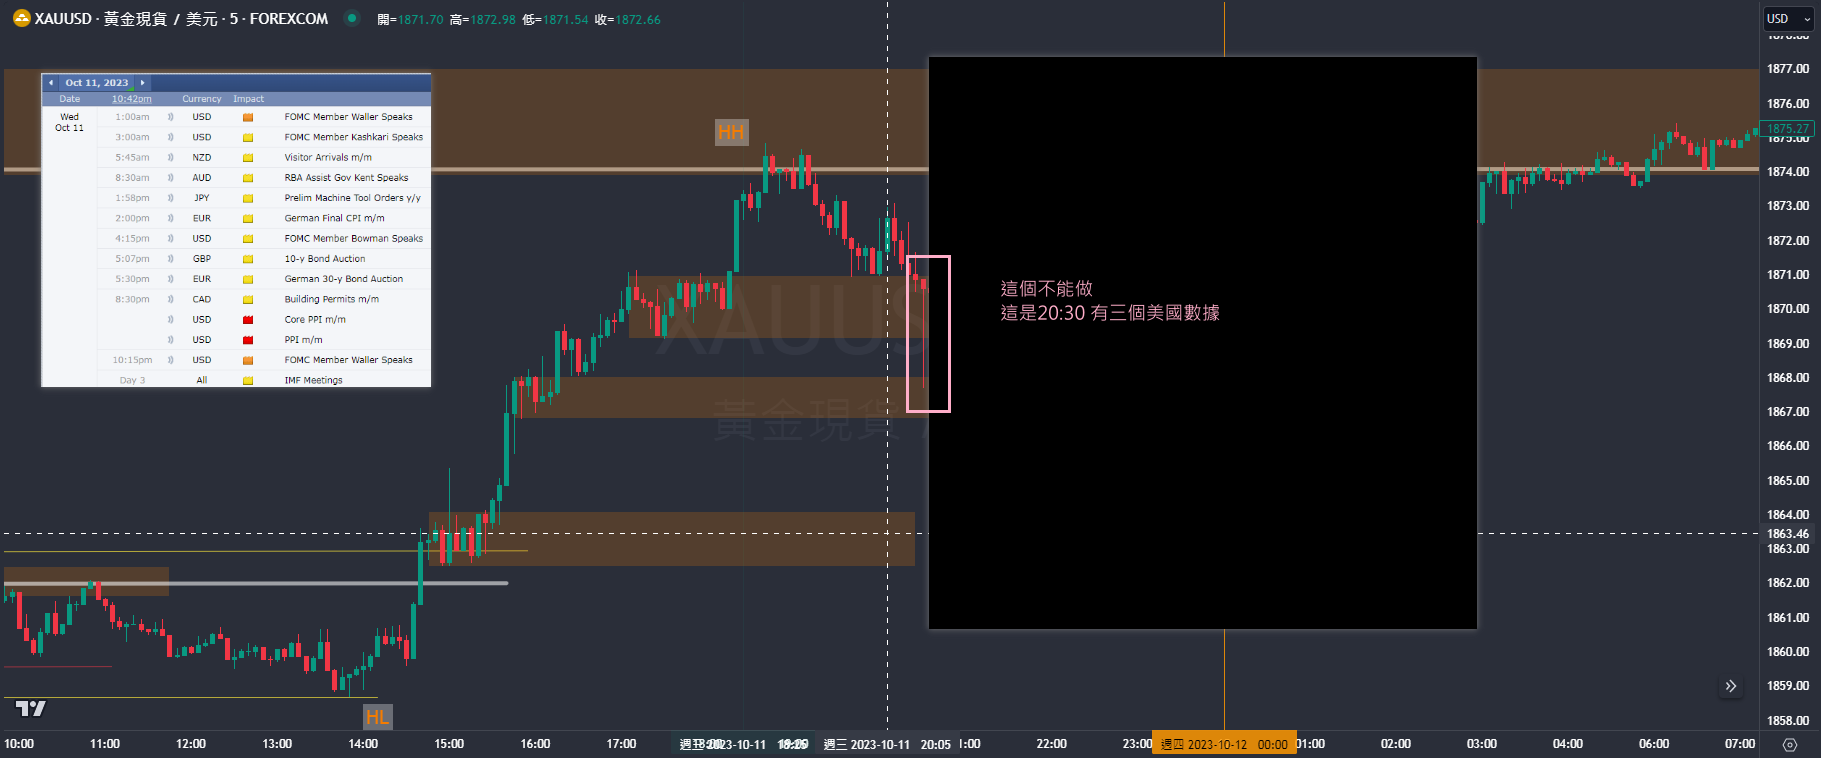 XAUUSD · 黃金現貨 / 美元 · 5 · FOREXCOM
開=1871.70 高=1872.98 低=1871.54 收=1872.66
USD
Oct 11, 2023
Date 10:42pm Currency Impact
Wed
Oct 11
1:00am USD FOMC Member Waller Speaks
3:00am USD FOMC Member Kashkari Speaks
5:45am NZD Visitor Arrivals m/m
8:30am AUD RBA Assist Gov Kent Speaks
1:58pm JPY Prelim Machine Tool Orders y/y
2:00pm EUR German Final CPI m/m
4:15pm USD FOMC Member Bowman Speaks
5:07pm GBP 10-y Bond Auction
5:30pm EUR German 30-y Bond Auction
8:30pm CAD Building Permits m/m
USD Core PPI m/m
USD PPI m/m
10:15pm USD FOMC Member Waller Speaks
Day 3 All IMF Meetings
HH
XAUUS
黃金現貨 /
這個不能做
這是20:30 有三個美國數據
HL
1877.00
1876.00
1875.27
1875.00
1874.00
1873.00
1872.00
1871.00
1870.00
1869.00
1868.00
1867.00
1866.00
1865.00
1864.00
1863.46
1863.00
1862.00
1861.00
1860.00
1859.00
1858.00
10:00 11:00 12:00 13:00 14:00 15:00 16:00 17:00 2023-10-11 週三 2023-10-11 20:05 1:00 22:00 23:00 週四 2023-10-12 00:00 01:00 02:00 03:00 04:00 06:00 07:00